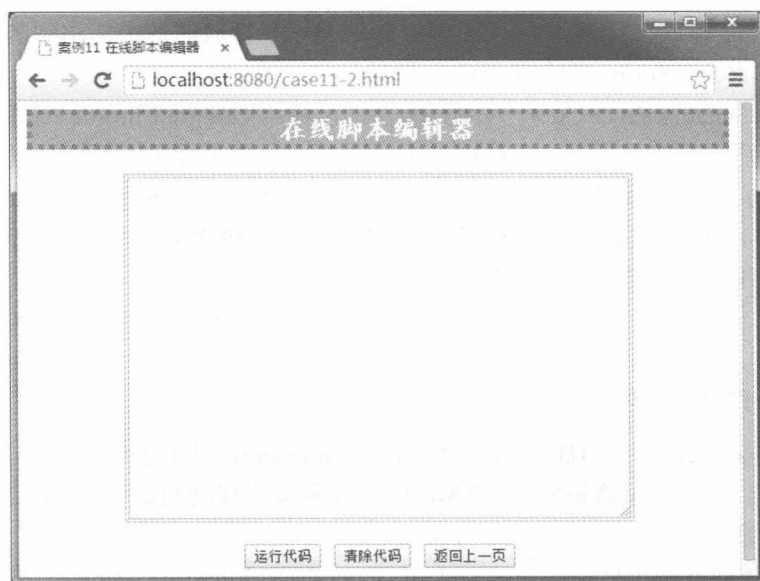 案例11 在线脚本编辑器
localhost:8080/case11-2.html
在线脚本编辑器
运行代码 清除代码 返回上一页